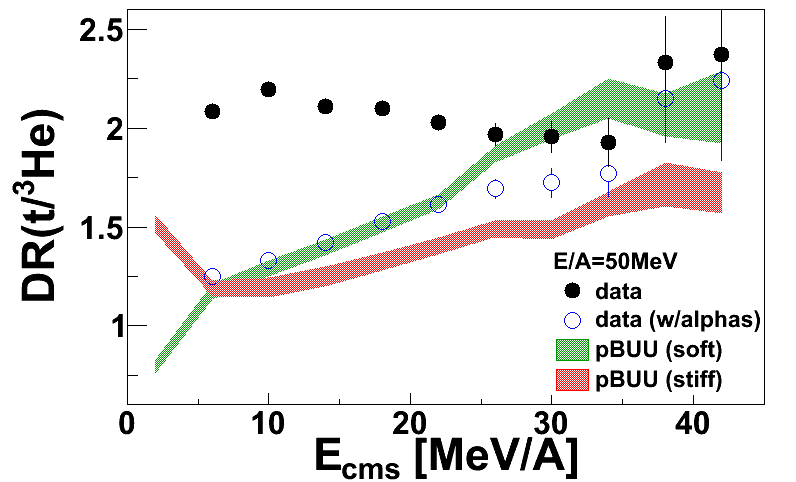 DR(t/³He)
2.5
2
1.5
1
0 10 20 30 40
E/A=50MeV
data
data (w/alphas)
pBUU (soft)
pBUU (stiff)
Ecms [MeV/A]